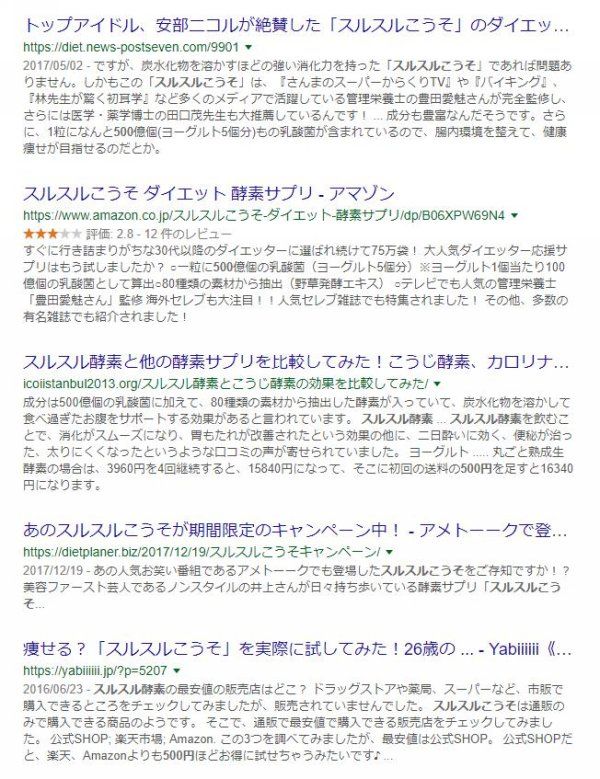 トップアイドル、安部ニコルが絶賛した「スルスルこうそ」のダイエッ...
https://diet.news-postseven.com/9901 ▼
2017/05/02 - ですが、炭水化物を溶かすほどの強い消化力を持った「スルスルこうそ」であれば問題あ
りません。しかもこの「スルスルこうそ」は、『さんまのスーパーからくりTV』や『バイキング』、
『林先生が驚く初耳学』など多くのメディアで活躍している管理栄養士の豊田愛魅さんが完全監修し、
さらには医学・薬学博士の田口茂先生も大推薦しているんです！ ... 成分も豊富なんだそうです。さら
に、1粒になんと500億個(ヨーグルト5個分)もの乳酸菌が含まれているので、腸内環境を整えて、健康
痩せが目指せるのだとか。
スルスルこうそ ダイエット 酵素サプリ - アマゾン
https://www.amazon.co.jp/スルスルこうそ-ダイエット-酵素サプリ/dp/B06XPW69N4 ▼
★★★★★ 評価: 2.8 - 12 件のレビュー
すぐに行き詰まりがちな30代以降のダイエッターに選ばれ続けて75万袋！ 大人気ダイエッター応援サ
プリはもう試しましたか？ ○一粒に500億個の乳酸菌（ヨーグルト5個分）※ヨーグルト1個当たり100
億個の乳酸菌として算出○80種類の素材から抽出（野草発酵エキス） ○テレビでも人気の管理栄養士
「豊田愛魅さん」監修 海外セレブも大注目！！人気セレブ雑誌でも特集されました！ その他、多数の
有名雑誌でも紹介されました！
スルスル酵素と他の酵素サプリを比較してみた！こうじ酵素、カロリナ...
icoiistanbul2013.org/スルスル酵素とこうじ酵素の効果を比較してみた/ ▼
成分は500億個の乳酸菌に加えて、80種類の素材から抽出した酵素が入っていて、炭水化物を溶かして
食べ過ぎたお腹をサポートする効果があると言われています。 スルスル酵素 ... スルスル酵素を飲むこ
とで、消化がスムーズになり、胃もたれが改善されたという効果の他に、二日酔いに効く、便秘が治っ
た、太りにくくなったというような口コミの声が寄せられていました。 ヨーグルト ..... 丸ごと熟成生
酵素の場合は、3960円を4回継続すると、15840円になって、そこに初回の送料の500円を足すと16340
円になります。
あのスルスルこうそが期間限定のキャンペーン中！ - アメトーークで登...
https://dietplaner.biz/2017/12/19/スルスルこうそキャンペーン/ ▼
2017/12/19 - あの人気お笑い番組であるアメトーークでも登場したスルスルこうそをご存知ですか！？
美容ファースト芸人であるノンスタイルの井上さんが日々持ち歩いている酵素サプリ「スルスルこう
そ...
痩せる？「スルスルこうそ」を実際に試してみた！26歳の ... - Yabiiiiii《...
https://yabiiiiii.jp/?p=5207 ▼
2016/06/23 - スルスル酵素の最安値の販売店はどこ？ ドラッグストアや薬局、スーパーなど、市販で
購入できるところをチェックしてみましたが、販売されていませんでした。 スルスルこうそは通販の
みで購入できる商品のようです。 そこで、通販で最安値で購入できる販売店をチェックしてみまし
た。 公式SHOP; 楽天市場; Amazon. この3つを調べてみましたが、最安値は公式SHOP。 公式SHOPだ
と、楽天、Amazonよりも500円ほどお得に試せちゃうみたいです♪ ...